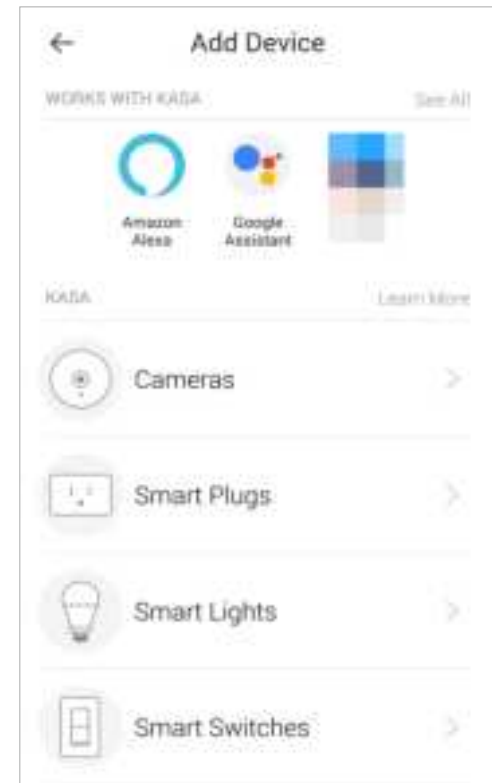 Add Device
WORKS WITH KASA
See All
Amazon
Alexa
Google
Assistant
KASA
Learn More
Cameras
Smart Plugs
Smart Lights
Smart Switches